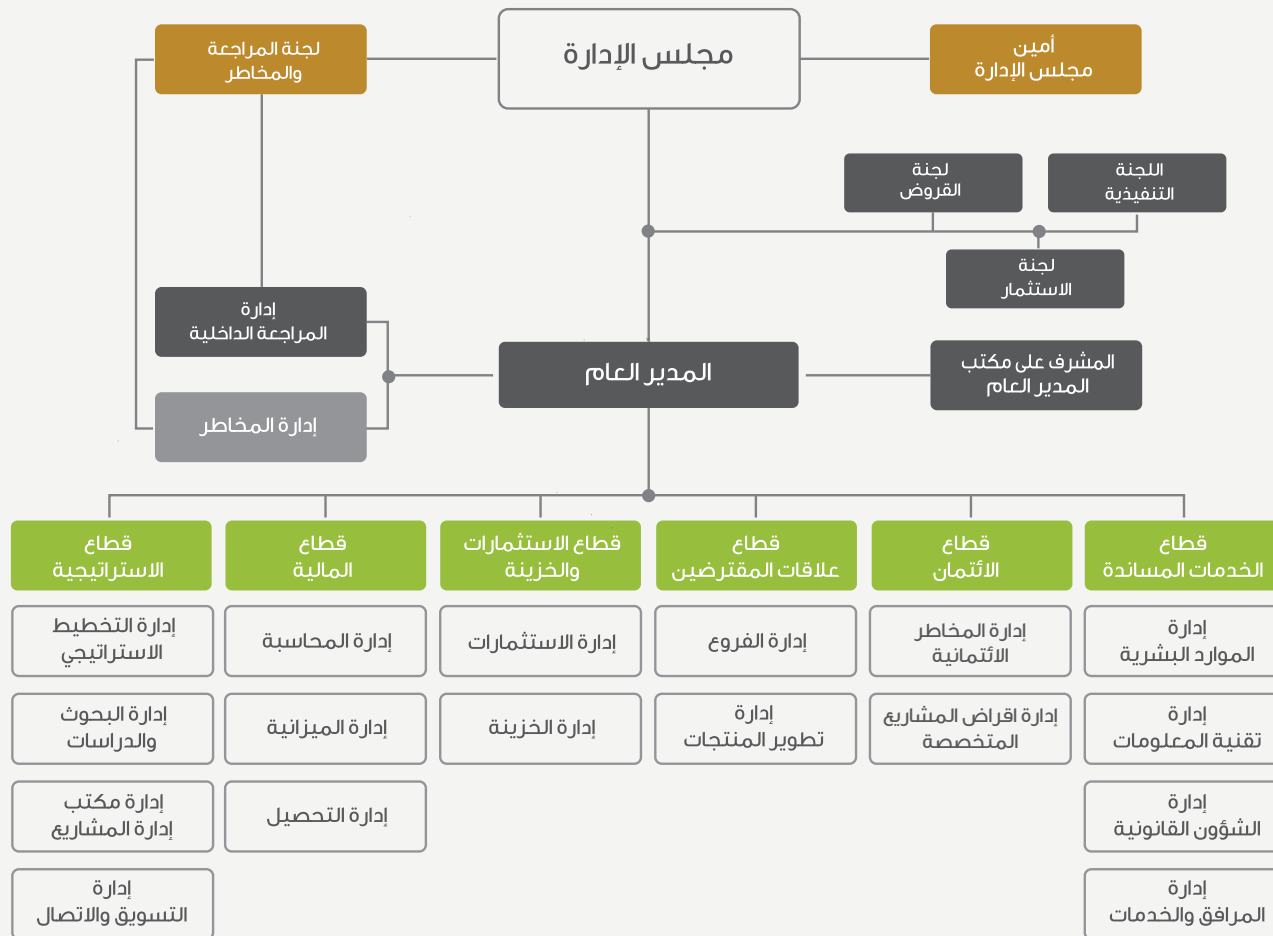 مجلس الإدارة
أمين
مجلس الإدارة
لجنة المراجعة
والمخاطر
اللجنة
التنفيذية
لجنة
القروض
لجنة
الاستثمار
إدارة
المراجعة الداخلية
المشرف على مكتب
المدير العام
المدير العام
إدارة المخاطر
قطاع
الخدمات المساندة
قطاع
الائتمان
قطاع
علاقات المقترضين
قطاع الاستثمارات
والخزينة
قطاع
المالية
قطاع
الاستراتيجية
إدارة
الموارد البشرية
إدارة المخاطر
الائتمانية
إدارة الفروع
إدارة الاستثمارات
إدارة المحاسبة
إدارة التخطيط
الاستراتيجي
إدارة
تقنية المعلومات
إدارة اقراض المشاريع
المتخصصة
إدارة
تطوير المنتجات
إدارة الخزينة
إدارة الميزانية
إدارة البحوث
والدراسات
إدارة
الشؤون القانونية
إدارة التحصيل
إدارة مكتب
إدارة المشاريع
إدارة
المرافق والخدمات
إدارة
التسويق والاتصال